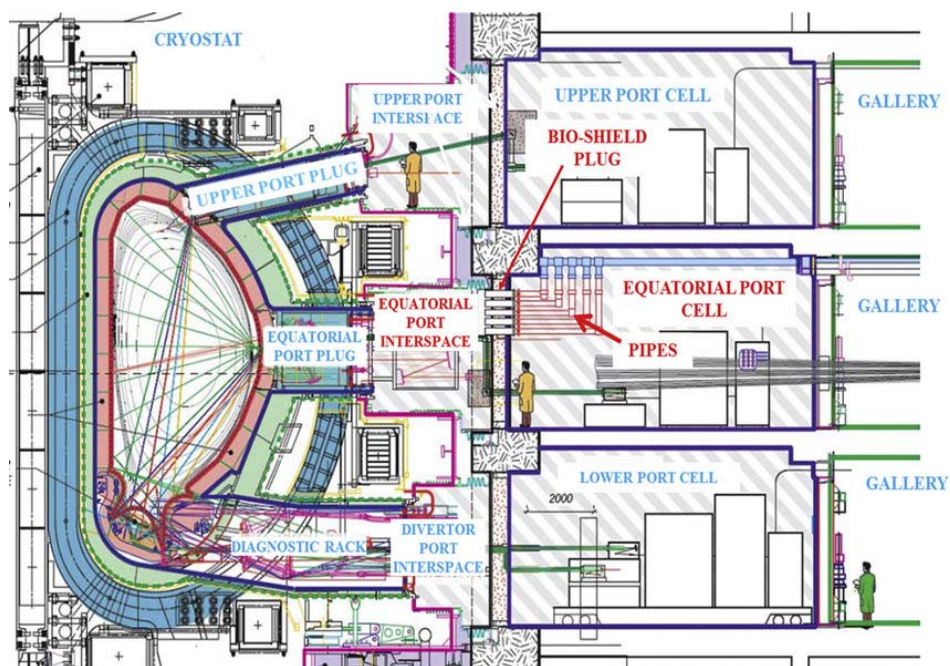 CRYOSTAT
UPPER PORT
INTERSPACE
UPPER PORT CELL
GALLERY
BIO-SHIELD
PLUG
UPPER PORT PLUG
EQUATORIAL
PORT
INTERSPACE
EQUATORIAL PORT
CELL
GALLERY
EQUATORIAL
PORT PLUG
PIPES
LOWER PORT CELL
GALLERY
2000
DIVERTOR
PORT
INTERSPACE
DIAGNOSTIC RACK